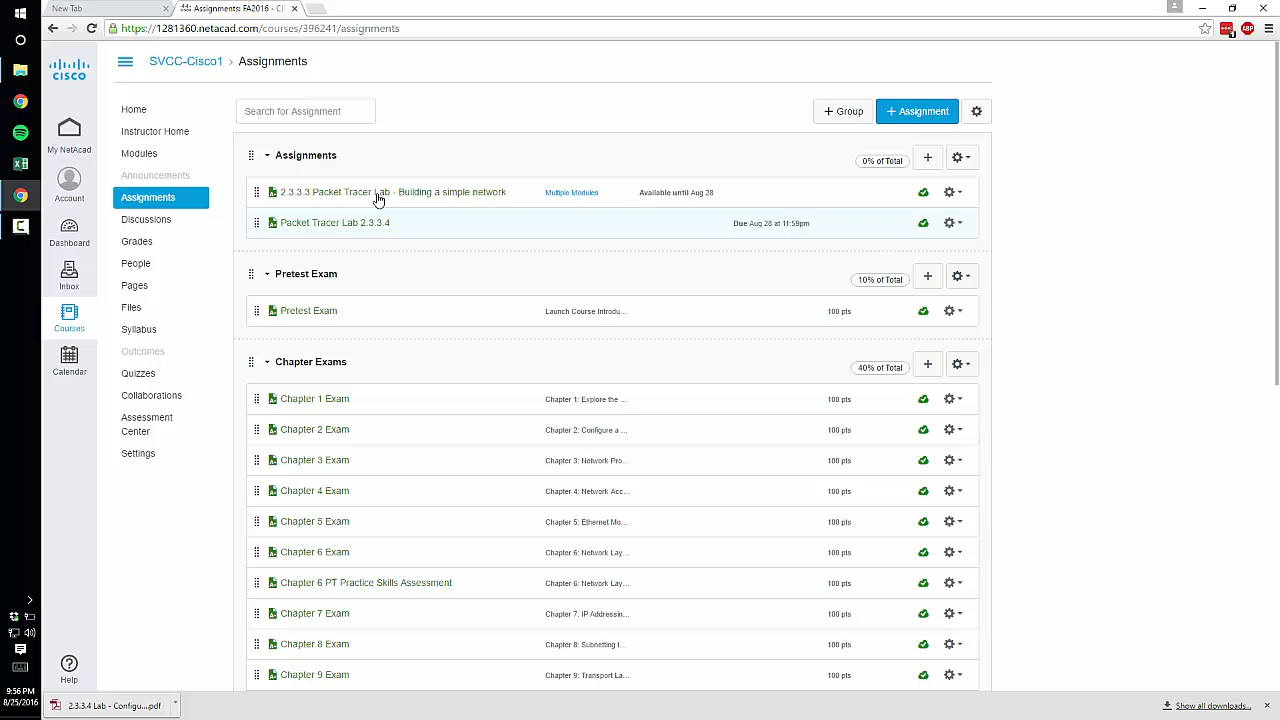 New Tab
Assignments: FA2016 - Ci
https://1281360.netacad.com/courses/396241/assignments
ABP
CISCO
SVCC-Cisco1 › Assignments
My NetAcad
Account
Dashboard
Inbox
Courses
Calendar
Help
Home
Instructor Home
Modules
Announcements
Assignments
Discussions
Grades
People
Pages
Files
Syllabus
Outcomes
Quizzes
Collaborations
Assessment
Center
Settings
Search for Assignment
+ Group
+ Assignment
Assignments
0% of Total
2.3.3.3 Packet Tracer Lab - Building a simple network
Multiple Modules
Available until Aug 28
Packet Tracer Lab 2.3.3.4
Due Aug 28 at 11:59pm
Pretest Exam
10% of Total
Pretest Exam
Launch Course Introdu...
100 pts
Chapter Exams
40% of Total
Chapter 1 Exam
Chapter 1: Explore the ...
100 pts
Chapter 2 Exam
Chapter 2: Configure a ...
100 pts
Chapter 3 Exam
Chapter 3: Network Pro...
100 pts
Chapter 4 Exam
Chapter 4: Network Acc...
100 pts
Chapter 5 Exam
Chapter 5: Ethernet Mo...
100 pts
Chapter 6 Exam
Chapter 6: Network Lay...
100 pts
Chapter 6 PT Practice Skills Assessment
Chapter 6: Network Lay...
100 pts
Chapter 7 Exam
Chapter 7: IP Addressin...
100 pts
Chapter 8 Exam
Chapter 8: Subnetting I...
100 pts
Chapter 9 Exam
Chapter 9: Transport La...
100 pts
9:56 PM
8/25/2016
2.3.3.4 Lab - Configu....pdf
Show all downloads...